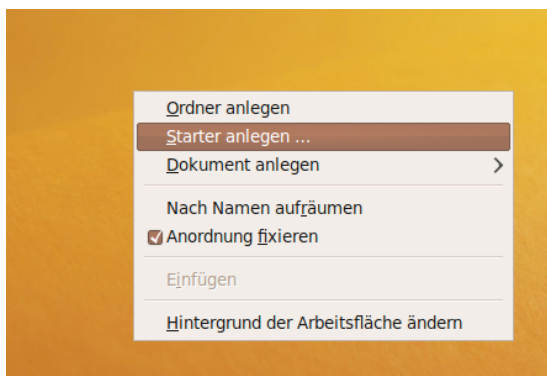 Ordner anlegen
Starter anlegen ...
Dokument anlegen
Nach Namen aufräumen
Anordnung fixieren
Einfügen
Hintergrund der Arbeitsfläche ändern